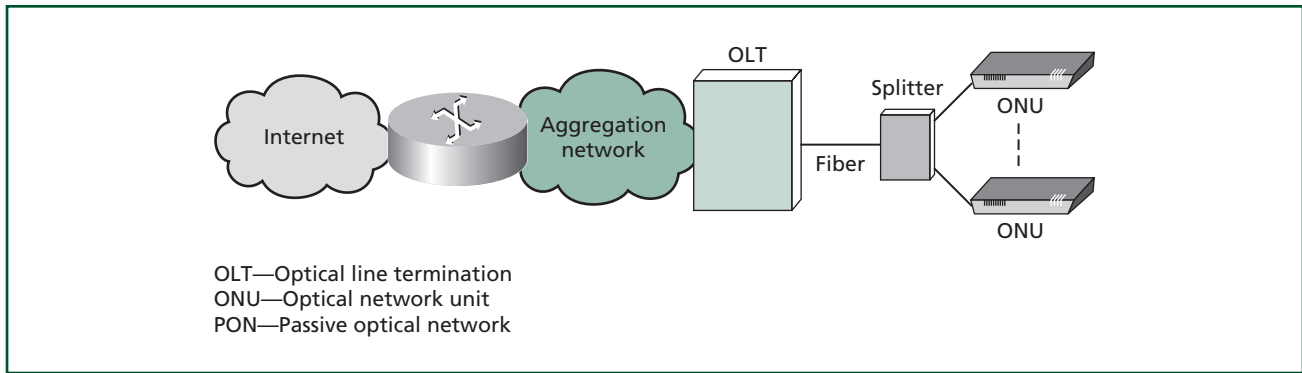 Internet
Aggregation
network
OLT
Fiber
Splitter
ONU
ONU
OLT—Optical line termination
ONU—Optical network unit
PON—Passive optical network